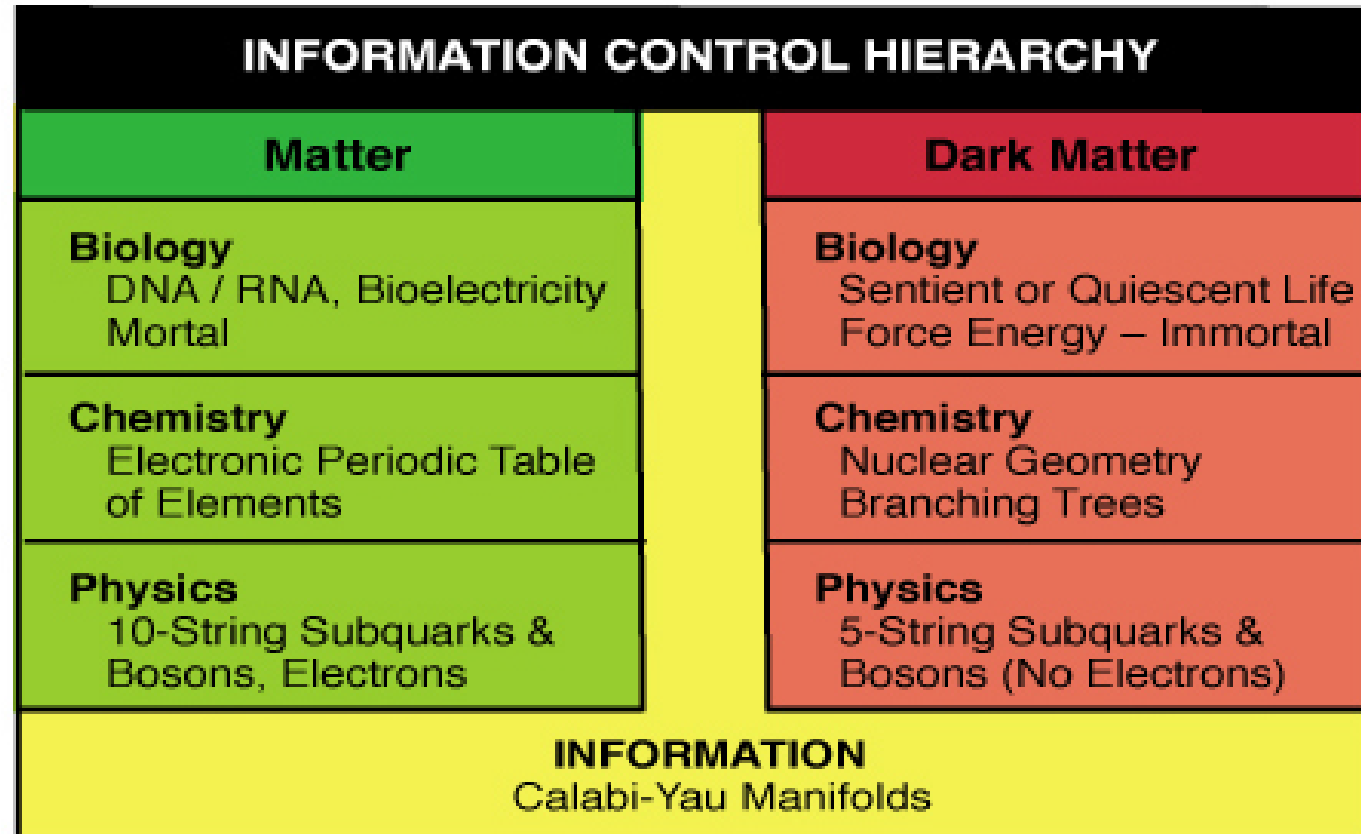 INFORMATION CONTROL HIERARCHY
Matter
Biology
DNA / RNA, Bioelectricity
Mortal
Chemistry
Electronic Periodic Table
of Elements
Physics
10-String Subquarks &
Bosons, Electrons
Dark Matter
Biology
Sentient or Quiescent Life
Force Energy – Immortal
Chemistry
Nuclear Geometry
Branching Trees
Physics
5-String Subquarks &
Bosons (No Electrons)
INFORMATION
Calabi-Yau Manifolds